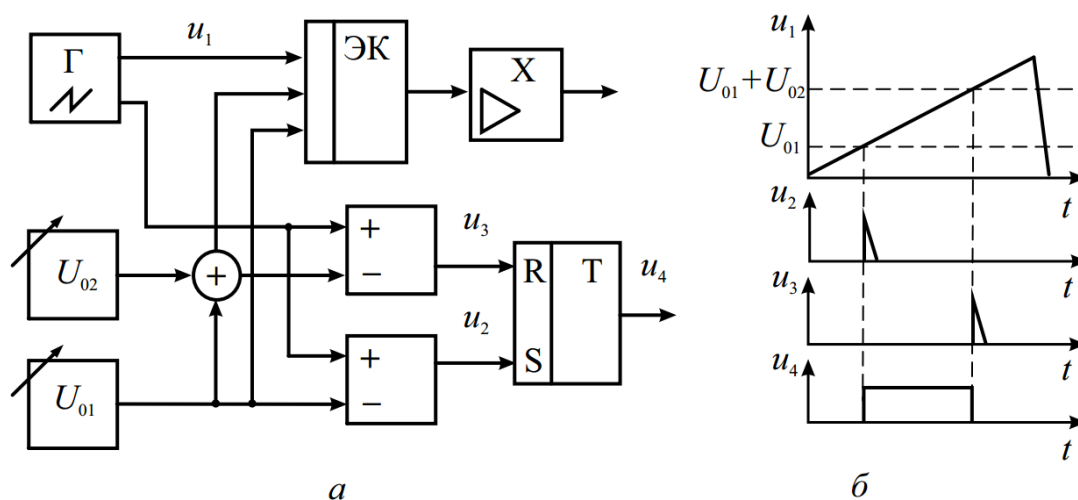 u₁
Г
ЭК
X
U₀₂
+
+
−
u₃
U₀₁
+
−
u₂
R
S
T
u₄
а
u₁
U₀₁+U₀₂
U₀₁
t
u₂
t
u₃
t
u₄
t
б